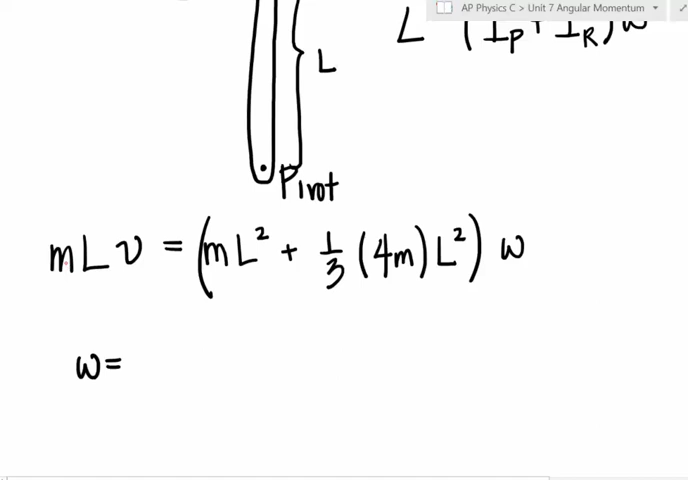 AP Physics C > Unit 7 Angular Momentum
L (I_P + I_R) ω
L
Pivot
mLv = (mL² + 1/3 (4m) L²) ω
ω =